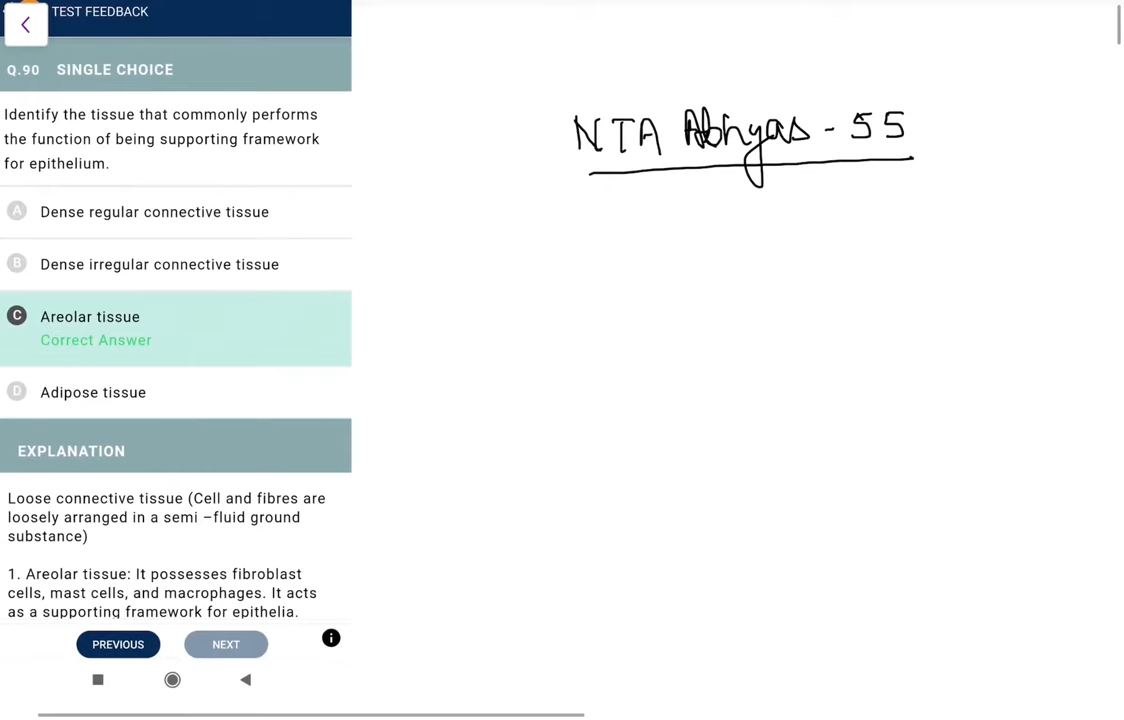 TEST FEEDBACK
Q.90 SINGLE CHOICE
Identify the tissue that commonly performs
the function of being supporting framework
for epithelium.
A Dense regular connective tissue
B Dense irregular connective tissue
C Areolar tissue
Correct Answer
D Adipose tissue
EXPLANATION
Loose connective tissue (Cell and fibres are
loosely arranged in a semi –fluid ground
substance)
1. Areolar tissue: It possesses fibroblast
cells, mast cells, and macrophages. It acts
as a supporting framework for epithelia.
PREVIOUS NEXT i
NTA Abhyas - 55